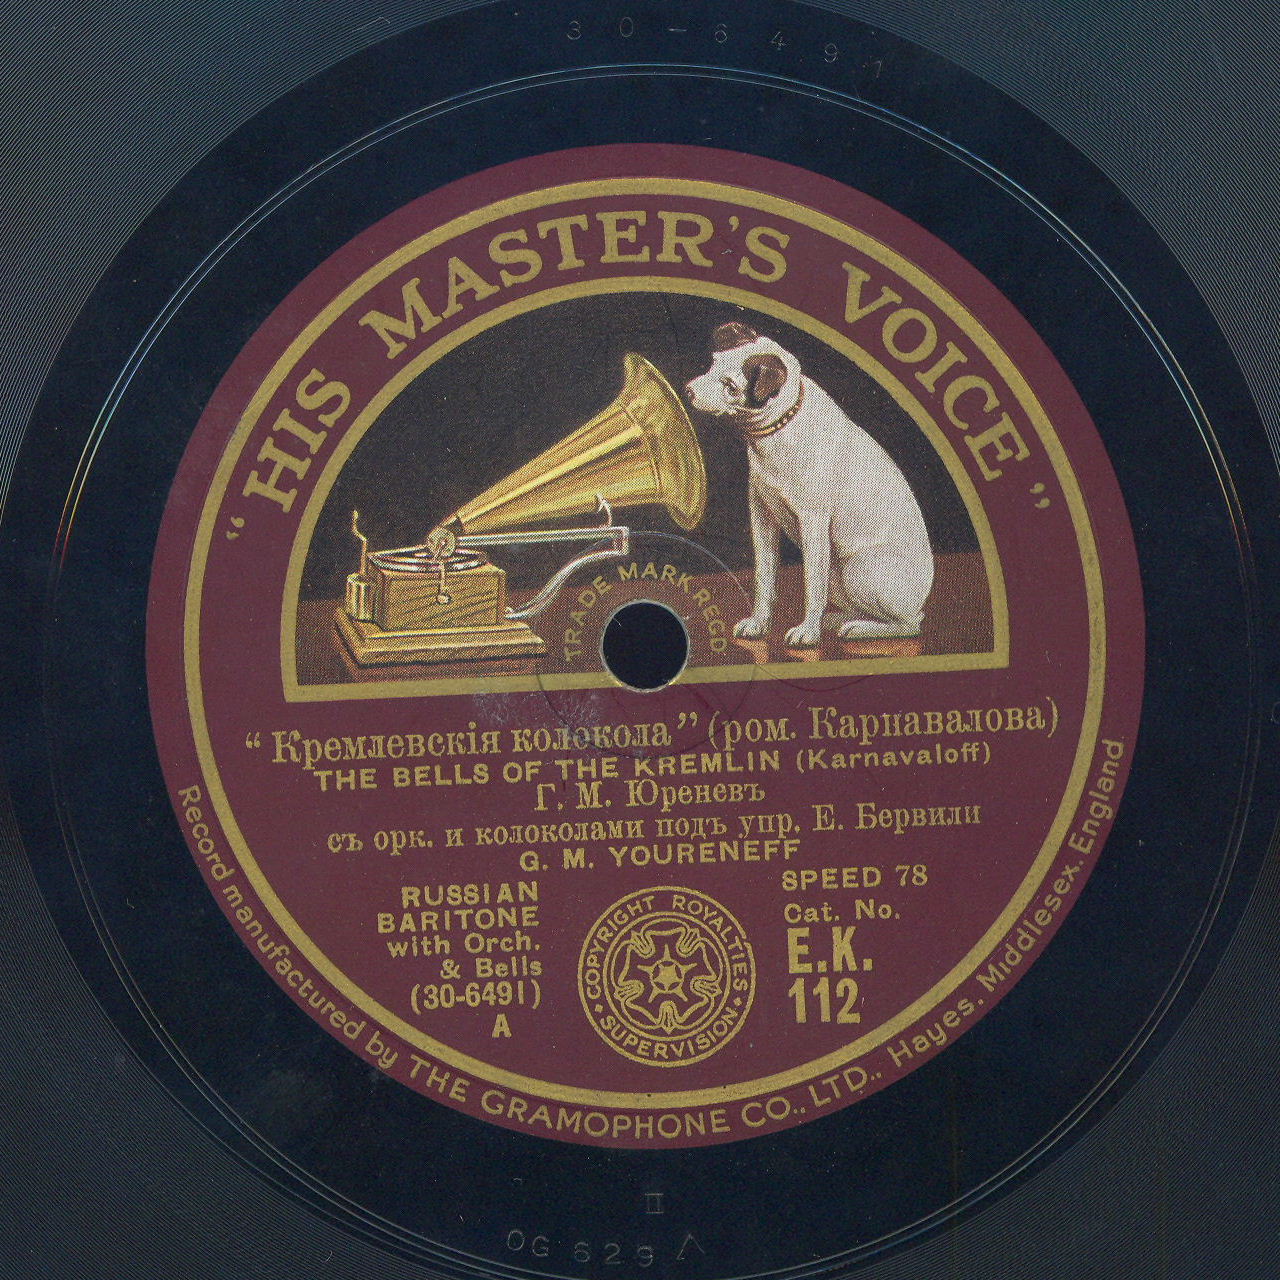 30-6491
“HIS MASTER'S VOICE”
TRADE MARK REGD
“Кремлевскія колокола” (ром. Карнавалова)
THE BELLS OF THE KREMLIN (Karnavaloff)
Г. М. Юреневъ
съ орк. и колоколами подъ упр. Е. Бервили
G. M. YOURENEFF
RUSSIAN
BARITONE
with Orch.
& Bells
(30-6491)
A
COPYRIGHT ROYALTIES
SUPERVISION
SPEED 78
Cat. No.
E.K.
112
Record manufactured by THE GRAMOPHONE CO., LTD., Hayes, Middlesex, England
II
OG 629